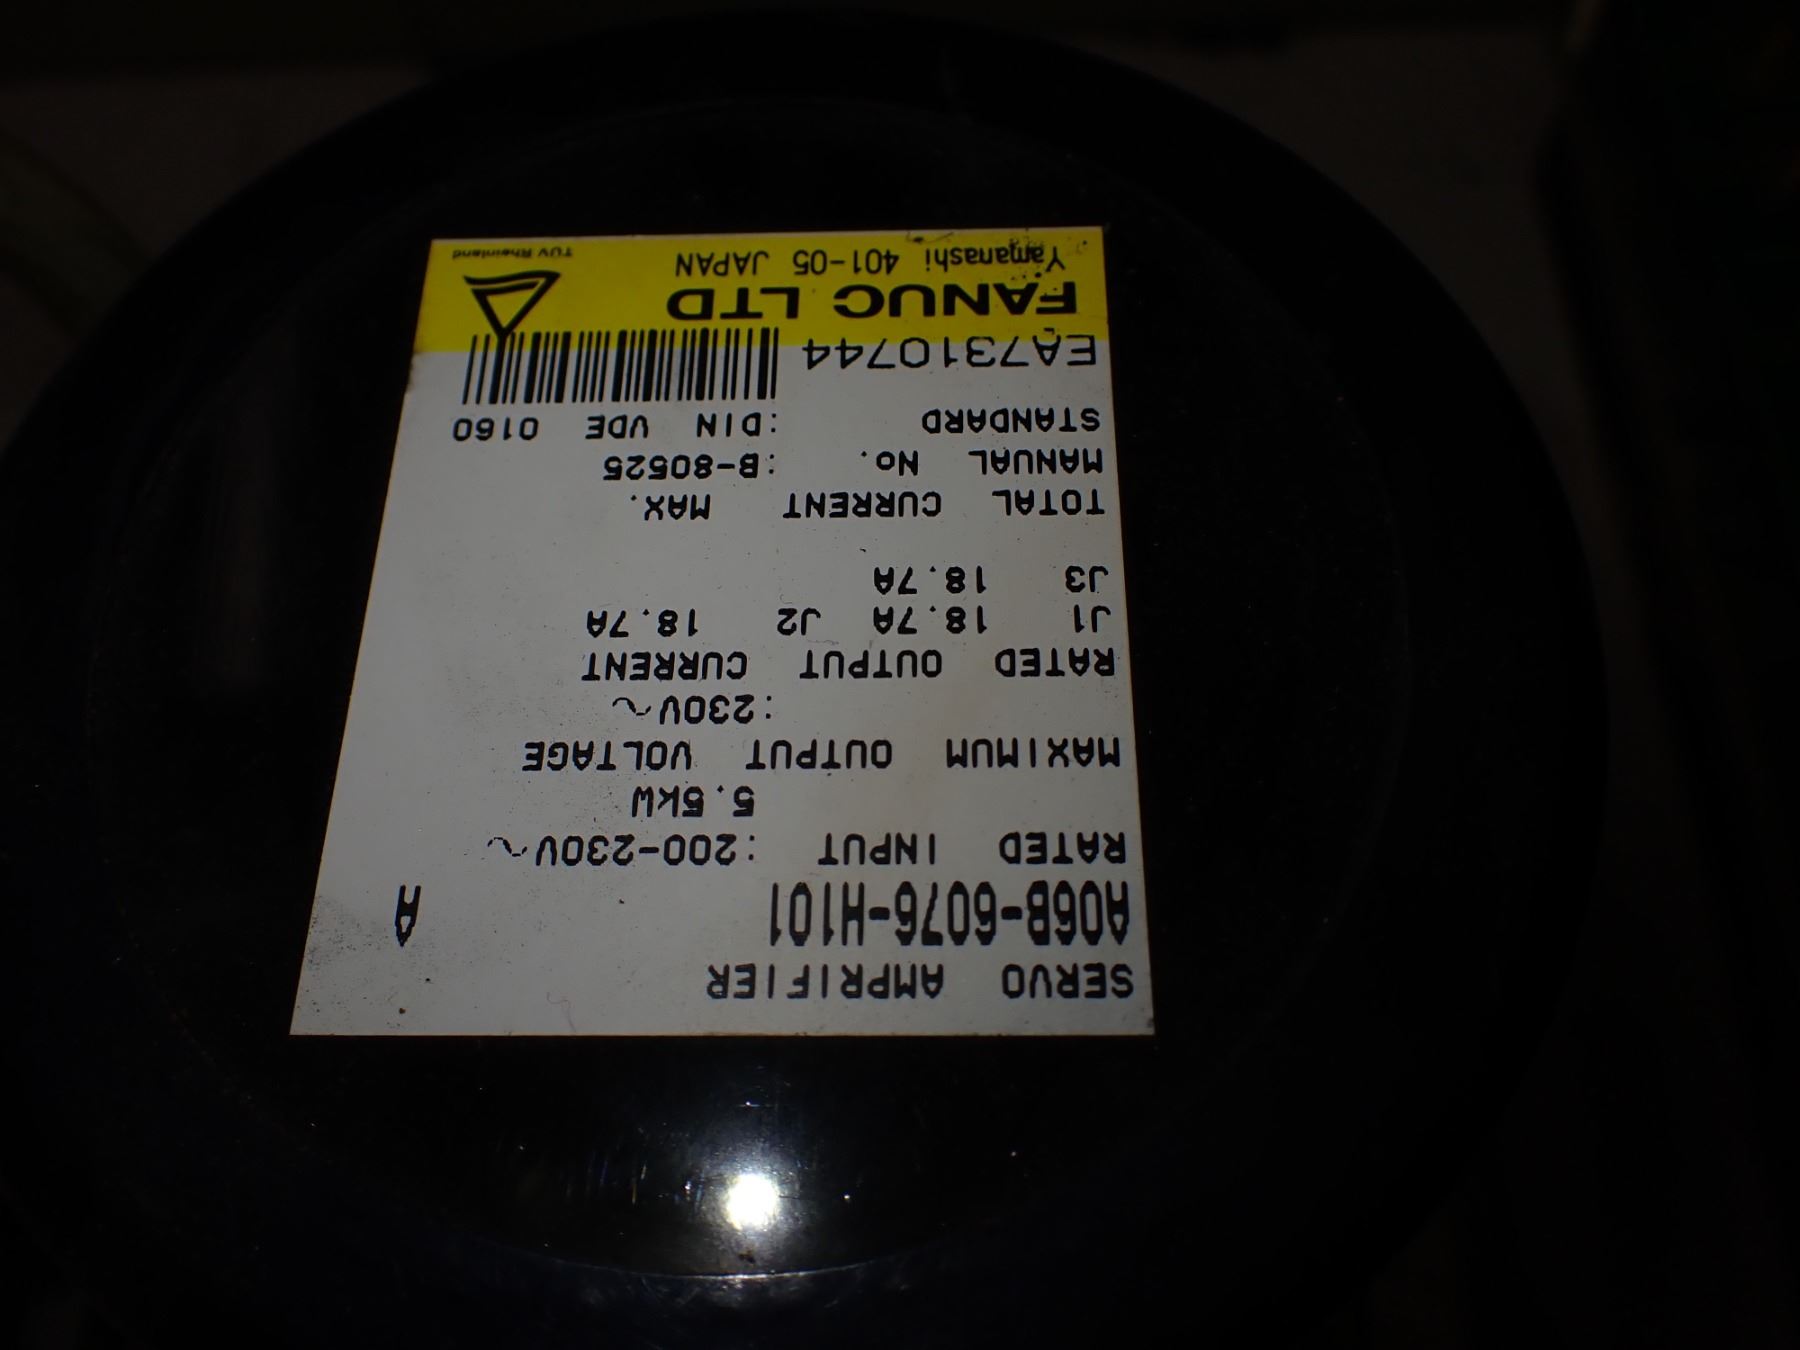 SERVO AMPRIFIER
A06B-6076-H101 A
RATED INPUT :200-230V~
5.5kW
MAXIMUM OUTPUT VOLTAGE
:230V~
RATED OUTPUT CURRENT
J1 18.7A J2 18.7A
J3 18.7A
TOTAL CURRENT MAX.
MANUAL No. :B-80525
STANDARD :DIN VDE 0160
EA7310744
FANUC LTD
Yamanashi 401-05 JAPAN
TÜV Rheinland